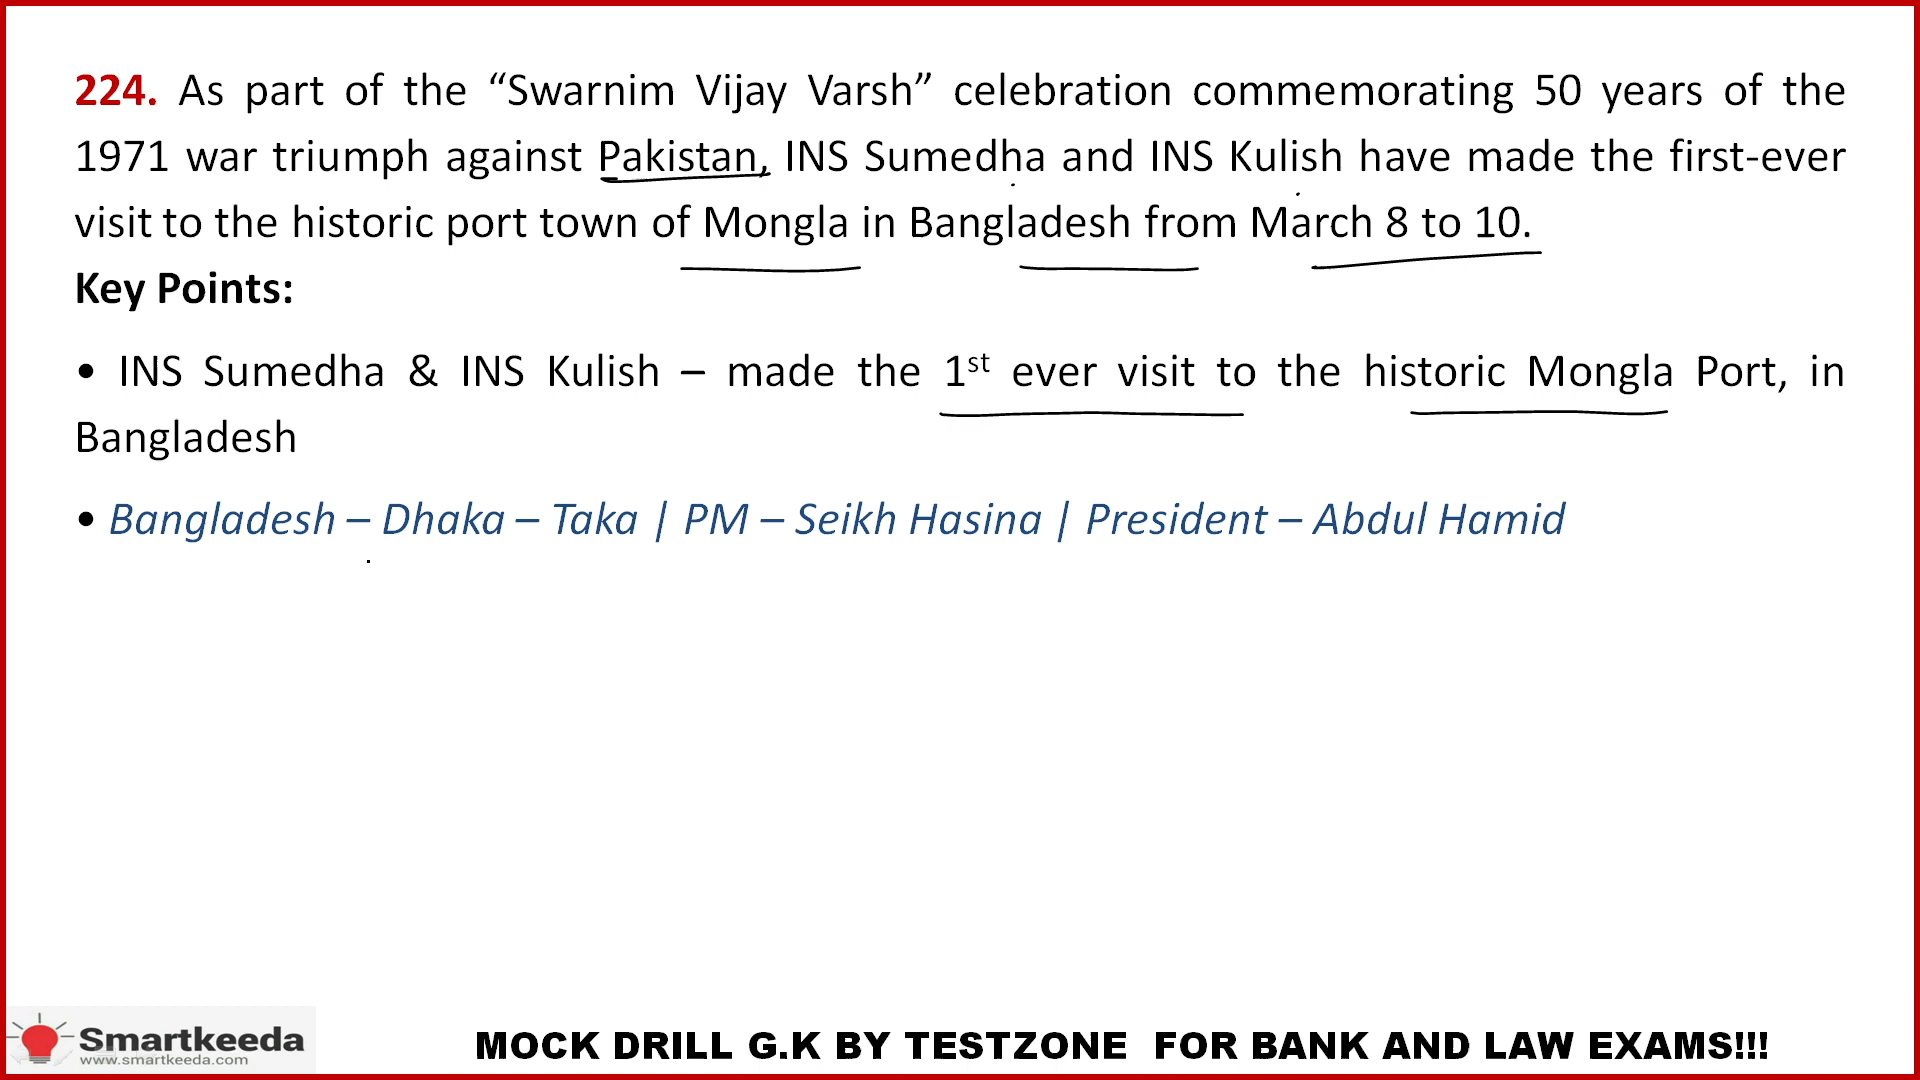 224. As part of the “Swarnim Vijay Varsh” celebration commemorating 50 years of the
1971 war triumph against Pakistan, INS Sumedha and INS Kulish have made the first-ever
visit to the historic port town of Mongla in Bangladesh from March 8 to 10.
Key Points:
• INS Sumedha & INS Kulish – made the 1st ever visit to the historic Mongla Port, in
Bangladesh
• Bangladesh – Dhaka – Taka | PM – Seikh Hasina | President – Abdul Hamid
Smartkeeda
www.smartkeeda.com
MOCK DRILL G.K BY TESTZONE FOR BANK AND LAW EXAMS!!!